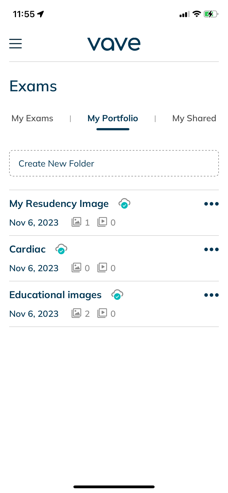 11:55
vave
Exams
My Exams | My Portfolio | My Shared
Create New Folder
My Resudency Image
Nov 6, 2023 1 0
Cardiac
Nov 6, 2023 0 0
Educational images
Nov 6, 2023 2 0